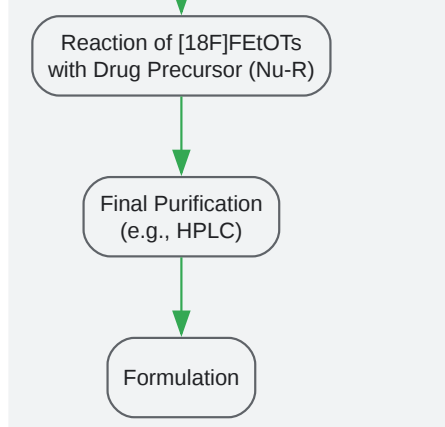 Reaction of [18F]FEtOTs
with Drug Precursor (Nu-R)
Final Purification
(e.g., HPLC)
Formulation